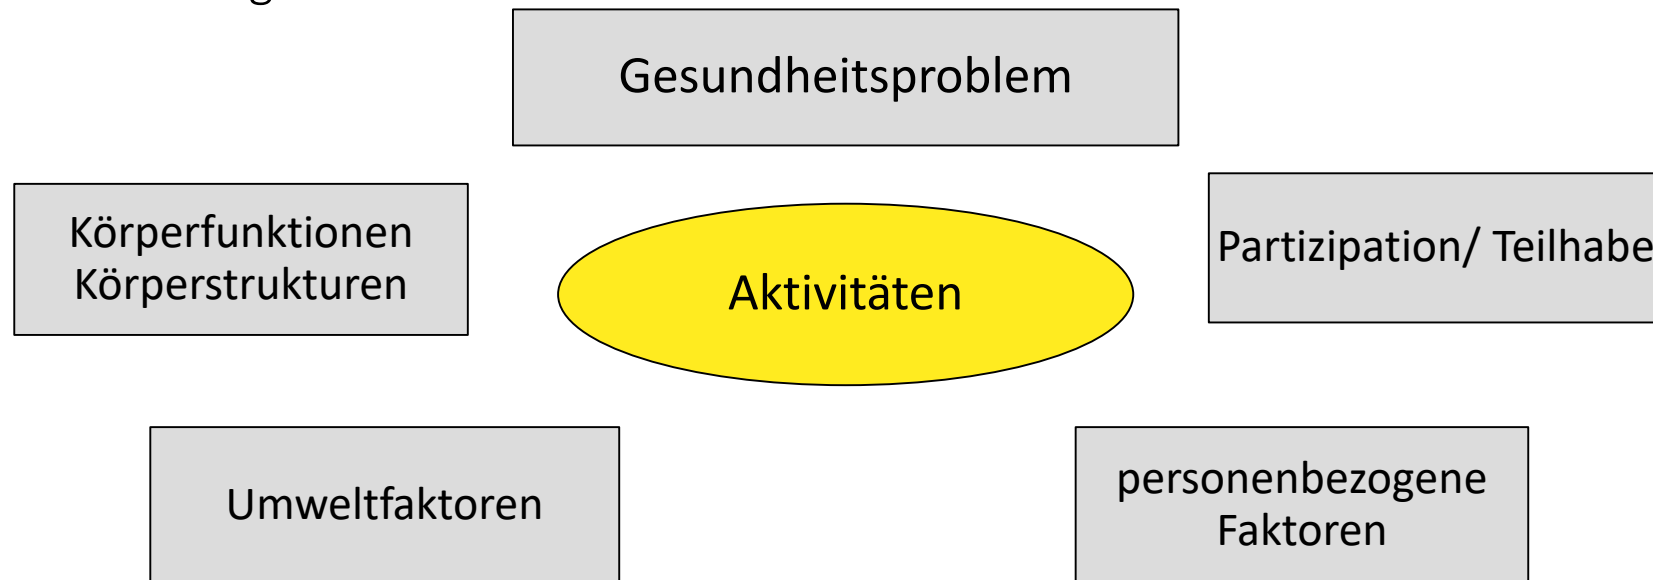 Gesundheitsproblem
Körperfunktionen
Körperstrukturen
Partizipation/ Teilhabe
Aktivitäten
Umweltfaktoren
personenbezogene
Faktoren